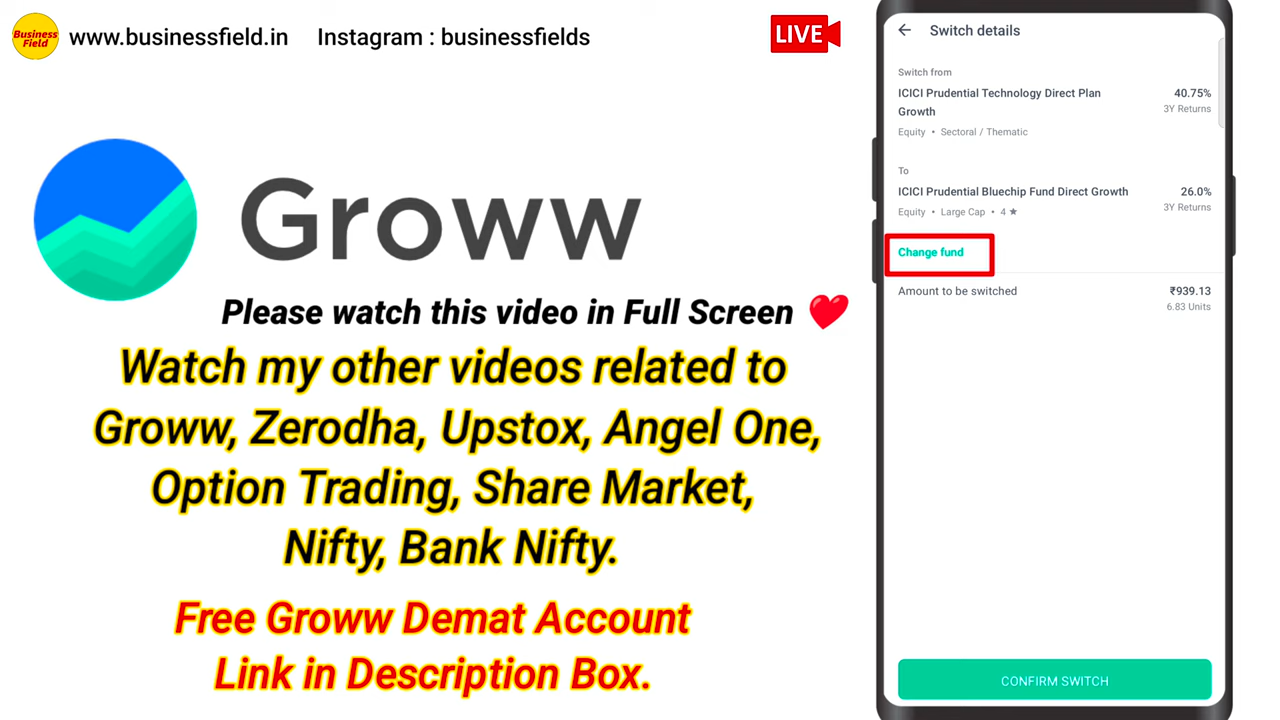 Business
Field
www.businessfield.in
Instagram : businessfields
LIVE
Groww
Please watch this video in Full Screen
Watch my other videos related to
Groww, Zerodha, Upstox, Angel One,
Option Trading, Share Market,
Nifty, Bank Nifty.
Free Groww Demat Account
Link in Description Box.
Switch details
Switch from
ICICI Prudential Technology Direct Plan 40.75%
Growth 3Y Returns
Equity • Sectoral / Thematic
To
ICICI Prudential Bluechip Fund Direct Growth 26.0%
Equity • Large Cap • 4 ★ 3Y Returns
Change fund
Amount to be switched ₹939.13
6.83 Units
CONFIRM SWITCH